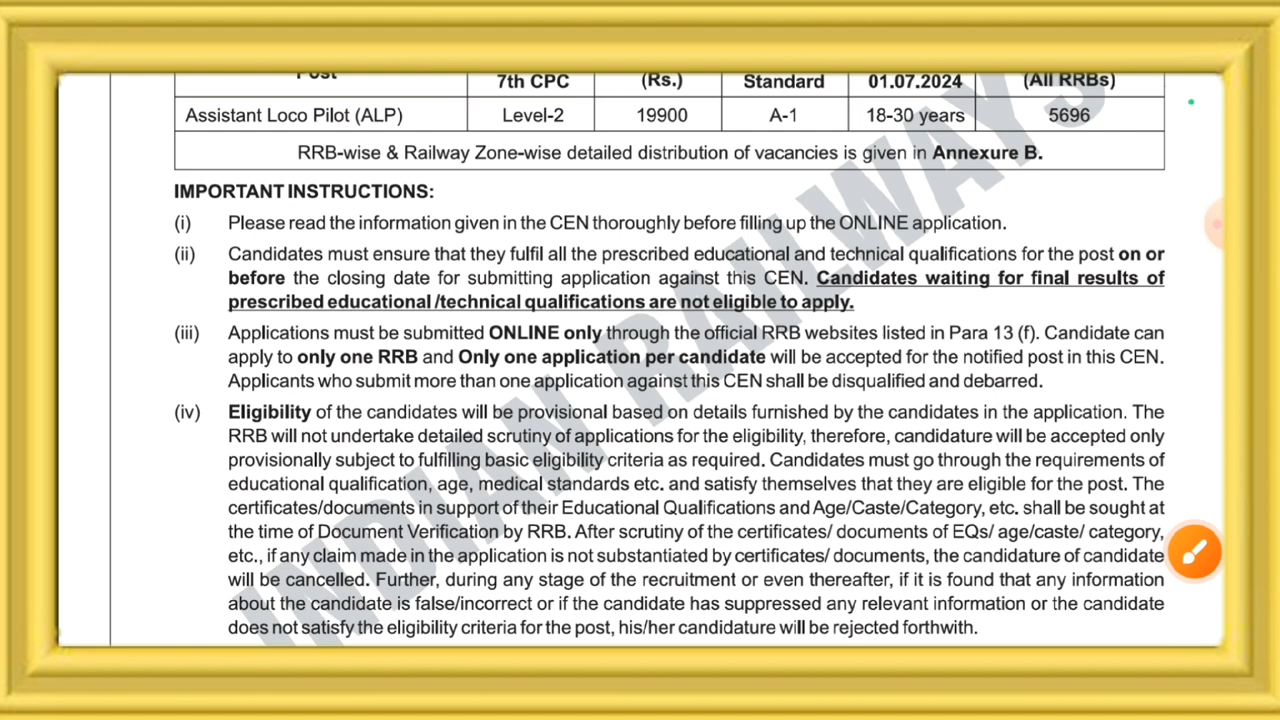 Post 7th CPC (Rs.) Standard 01.07.2024 (All RRBs)
Assistant Loco Pilot (ALP) Level-2 19900 A-1 18-30 years 5696
RRB-wise & Railway Zone-wise detailed distribution of vacancies is given in Annexure B.
IMPORTANT INSTRUCTIONS:
(i) Please read the information given in the CEN thoroughly before filling up the ONLINE application.
(ii) Candidates must ensure that they fulfil all the prescribed educational and technical qualifications for the post on or
before the closing date for submitting application against this CEN. Candidates waiting for final results of
prescribed educational /technical qualifications are not eligible to apply.
(iii) Applications must be submitted ONLINE only through the official RRB websites listed in Para 13 (f). Candidate can
apply to only one RRB and Only one application per candidate will be accepted for the notified post in this CEN.
Applicants who submit more than one application against this CEN shall be disqualified and debarred.
(iv) Eligibility of the candidates will be provisional based on details furnished by the candidates in the application. The
RRB will not undertake detailed scrutiny of applications for the eligibility, therefore, candidature will be accepted only
provisionally subject to fulfilling basic eligibility criteria as required. Candidates must go through the requirements of
educational qualification, age, medical standards etc. and satisfy themselves that they are eligible for the post. The
certificates/documents in support of their Educational Qualifications and Age/Caste/Category, etc. shall be sought at
the time of Document Verification by RRB. After scrutiny of the certificates/ documents of EQs/ age/caste/ category,
etc., if any claim made in the application is not substantiated by certificates/ documents, the candidature of candidate
will be cancelled. Further, during any stage of the recruitment or even thereafter, if it is found that any information
about the candidate is false/incorrect or if the candidate has suppressed any relevant information or the candidate
does not satisfy the eligibility criteria for the post, his/her candidature will be rejected forthwith.
INDIAN RAILWAYS